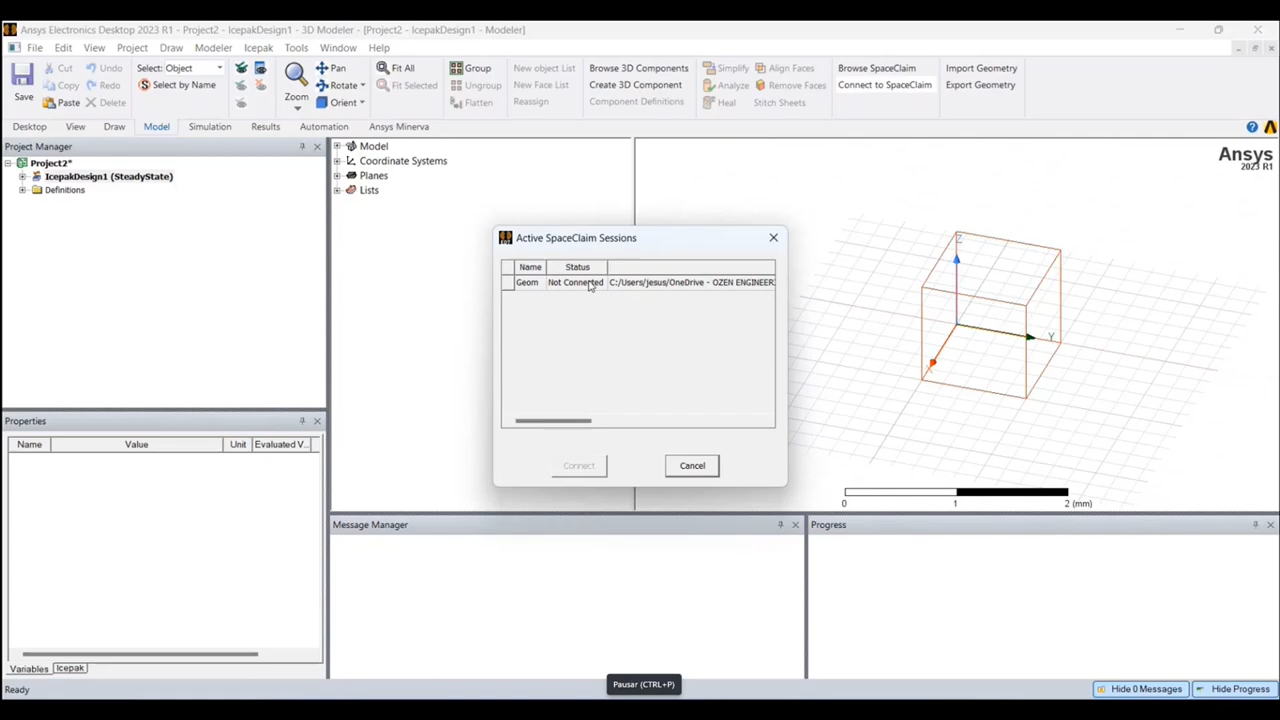 Ansys Electronics Desktop 2023 R1 - Project2 - IcepakDesign1 - 3D Modeler - [Project2 - IcepakDesign1 - Modeler]
File Edit View Project Draw Modeler Icepak Tools Window Help
Save
Cut Undo
Copy Redo
Paste Delete
Select: Object
Select by Name
Zoom
Pan
Rotate
Orient
Fit All
Fit Selected
Group
Ungroup
Flatten
New object List
New Face List
Reassign
Browse 3D Components
Create 3D Component
Component Definitions
Simplify Align Faces
Analyze Remove Faces
Heal Stitch Sheets
Browse SpaceClaim
Connect to SpaceClaim
Import Geometry
Export Geometry
Desktop View Draw Model Simulation Results Automation Ansys Minerva
Project Manager
Project2*
IcepakDesign1 (SteadyState)
Definitions
Model
Coordinate Systems
Planes
Lists
Ansys
2023 R1
Z
Y
X
0 1 2 (mm)
Active SpaceClaim Sessions
Name Status
Geom Not Connected C:/Users/jesus/OneDrive - OZEN ENGINEER
Connect Cancel
Properties
Name Value Unit Evaluated V...
Variables Icepak
Message Manager
Progress
Pausar (CTRL+P)
Ready
Hide 0 Messages Hide Progress